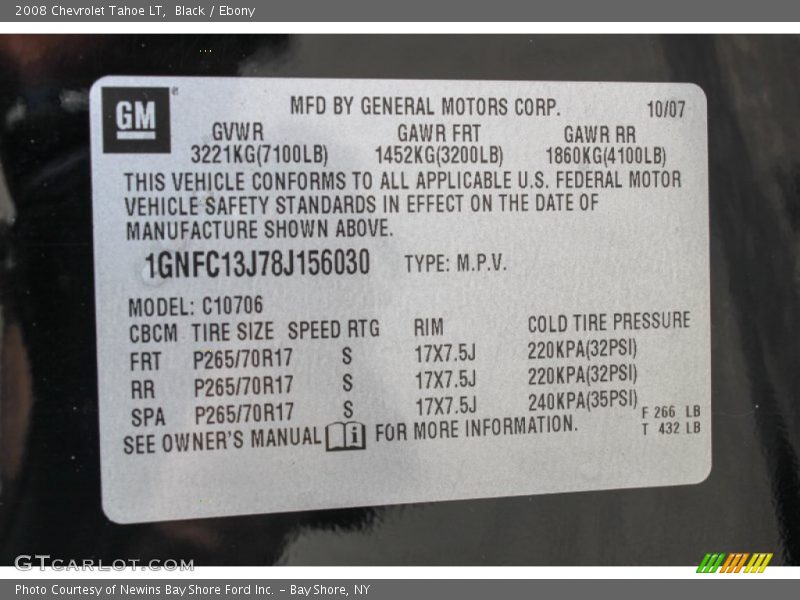 2008 Chevrolet Tahoe LT, Black / Ebony
GM®
MFD BY GENERAL MOTORS CORP. 10/07
GVWR GAWR FRT GAWR RR
3221KG(7100LB) 1452KG(3200LB) 1860KG(4100LB)
THIS VEHICLE CONFORMS TO ALL APPLICABLE U.S. FEDERAL MOTOR
VEHICLE SAFETY STANDARDS IN EFFECT ON THE DATE OF
MANUFACTURE SHOWN ABOVE.
1GNFC13J78J156030 TYPE: M.P.V.
MODEL: C10706
CBCM TIRE SIZE SPEED RTG RIM COLD TIRE PRESSURE
FRT P265/70R17 S 17X7.5J 220KPA(32PSI)
RR P265/70R17 S 17X7.5J 220KPA(32PSI)
SPA P265/70R17 S 17X7.5J 240KPA(35PSI)
F 266 LB
T 432 LB
SEE OWNER'S MANUAL i FOR MORE INFORMATION.
GTCARLOT.COM
Photo Courtesy of Newins Bay Shore Ford Inc. - Bay Shore, NY